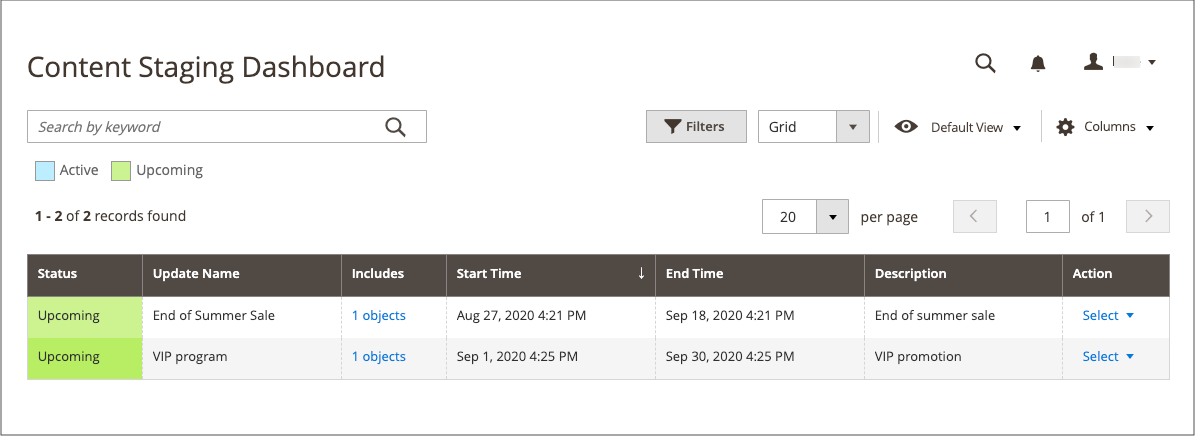 Content Staging Dashboard
Search by keyword
Filters
Grid
Default View
Columns
Active Upcoming
1 - 2 of 2 records found
20 per page
1 of 1
Status Update Name Includes Start Time ↓ End Time Description Action
Upcoming End of Summer Sale 1 objects Aug 27, 2020 4:21 PM Sep 18, 2020 4:21 PM End of summer sale Select
Upcoming VIP program 1 objects Sep 1, 2020 4:25 PM Sep 30, 2020 4:25 PM VIP promotion Select